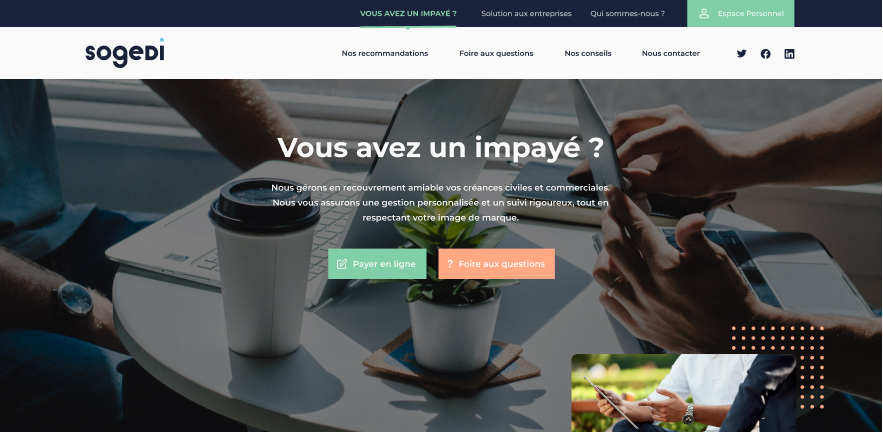 VOUS AVEZ UN IMPAYÉ ?
Solution aux entreprises
Qui sommes-nous ?
Espace Personnel
sogedi
Nos recommandations
Foire aux questions
Nos conseils
Nous contacter
Vous avez un impayé ?
Nous gérons en recouvrement amiable vos créances civiles et commerciales.
Nous vous assurons une gestion personnalisée et un suivi rigoureux, tout en
respectant votre image de marque.
Payer en ligne
? Foire aux questions